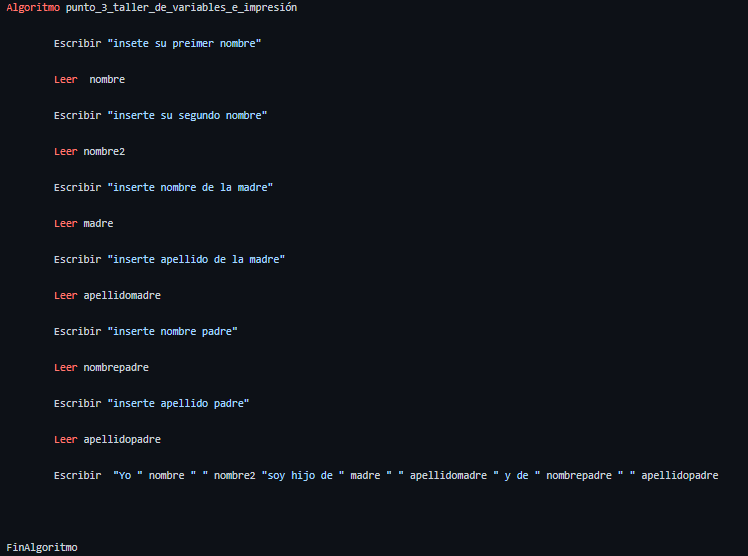 Algoritmo punto_3_taller_de_variables_e_impresión
Escribir "insete su preimer nombre"
Leer  nombre
Escribir "inserte su segundo nombre"
Leer nombre2
Escribir "inserte nombre de la madre"
Leer madre
Escribir "inserte apellido de la madre"
Leer apellidomadre
Escribir "inserte nombre padre"
Leer nombrepadre
Escribir "inserte apellido padre"
Leer apellidopadre
Escribir  "Yo " nombre " " nombre2 "soy hijo de " madre " " apellidomadre " y de " nombrepadre " " apellidopadre
FinAlgoritmo